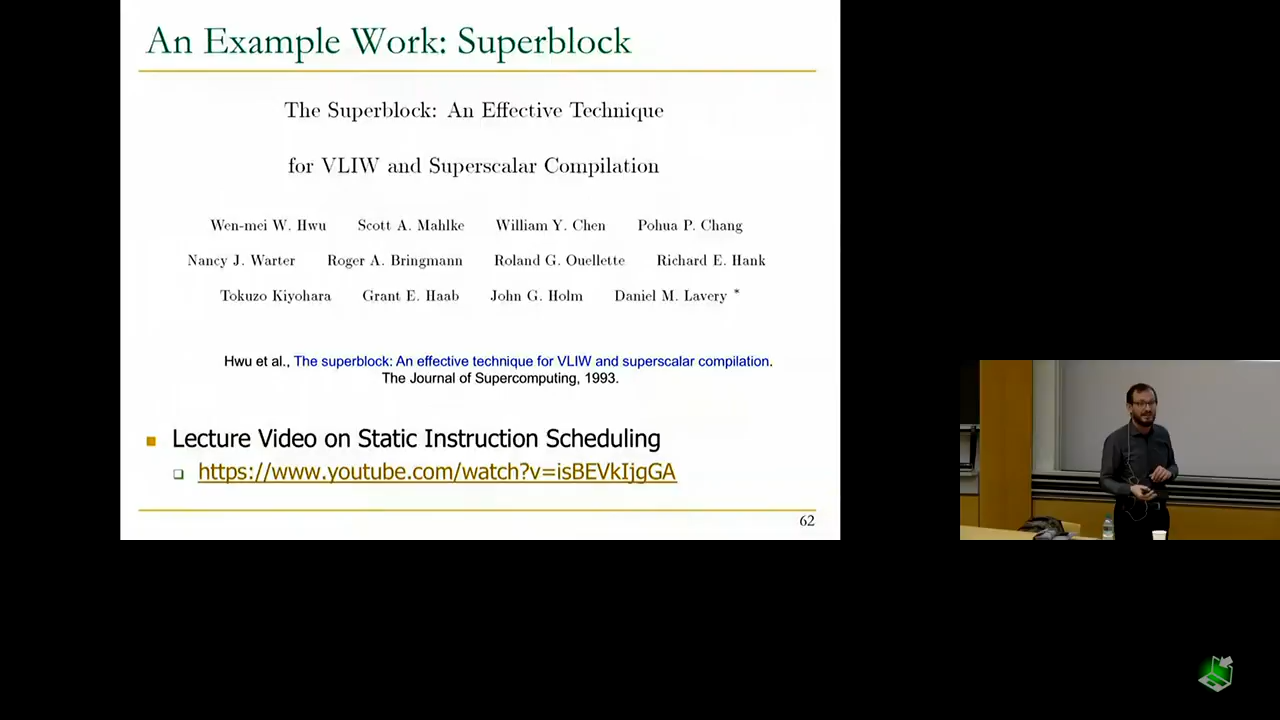 An Example Work: Superblock
The Superblock: An Effective Technique
for VLIW and Superscalar Compilation
Wen-mei W. Hwu Scott A. Mahlke William Y. Chen Pohua P. Chang
Nancy J. Warter Roger A. Bringmann Roland G. Ouellette Richard E. Hank
Tokuzo Kiyohara Grant E. Haab John G. Holm Daniel M. Lavery *
Hwu et al., The superblock: An effective technique for VLIW and superscalar compilation.
The Journal of Supercomputing, 1993.
Lecture Video on Static Instruction Scheduling
https://www.youtube.com/watch?v=isBEVkIjgGA
62